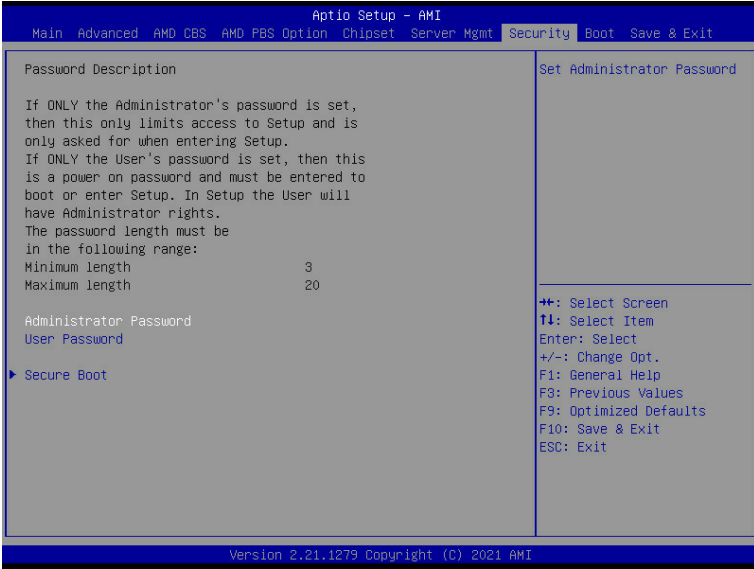 Aptio Setup – AMI
Main Advanced AMD CBS AMD PBS Option Chipset Server Mgmt Security Boot Save & Exit
Password Description
If ONLY the Administrator's password is set,
then this only limits access to Setup and is
only asked for when entering Setup.
If ONLY the User's password is set, then this
is a power on password and must be entered to
boot or enter Setup. In Setup the User will
have Administrator rights.
The password length must be
in the following range:
Minimum length 3
Maximum length 20
Administrator Password
User Password
Secure Boot
Set Administrator Password
→←: Select Screen
↑↓: Select Item
Enter: Select
+/-: Change Opt.
F1: General Help
F3: Previous Values
F9: Optimized Defaults
F10: Save & Exit
ESC: Exit
Version 2.21.1279 Copyright (C) 2021 AMI